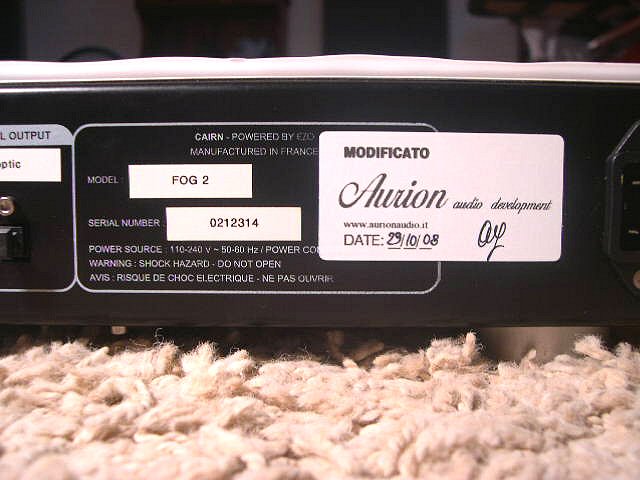 L OUTPUT
optic
CAIRN - POWERED BY EZO
MANUFACTURED IN FRANCE
MODEL : FOG 2
SERIAL NUMBER : 0212314
POWER SOURCE : 110-240 V ~ 50-60 Hz / POWER CON
WARNING : SHOCK HAZARD - DO NOT OPEN
AVIS : RISQUE DE CHOC ELECTRIQUE - NE PAS OUVRIR
MODIFICATO
Aurion audio development
www.aurionaudio.it
DATE: 29/10/08